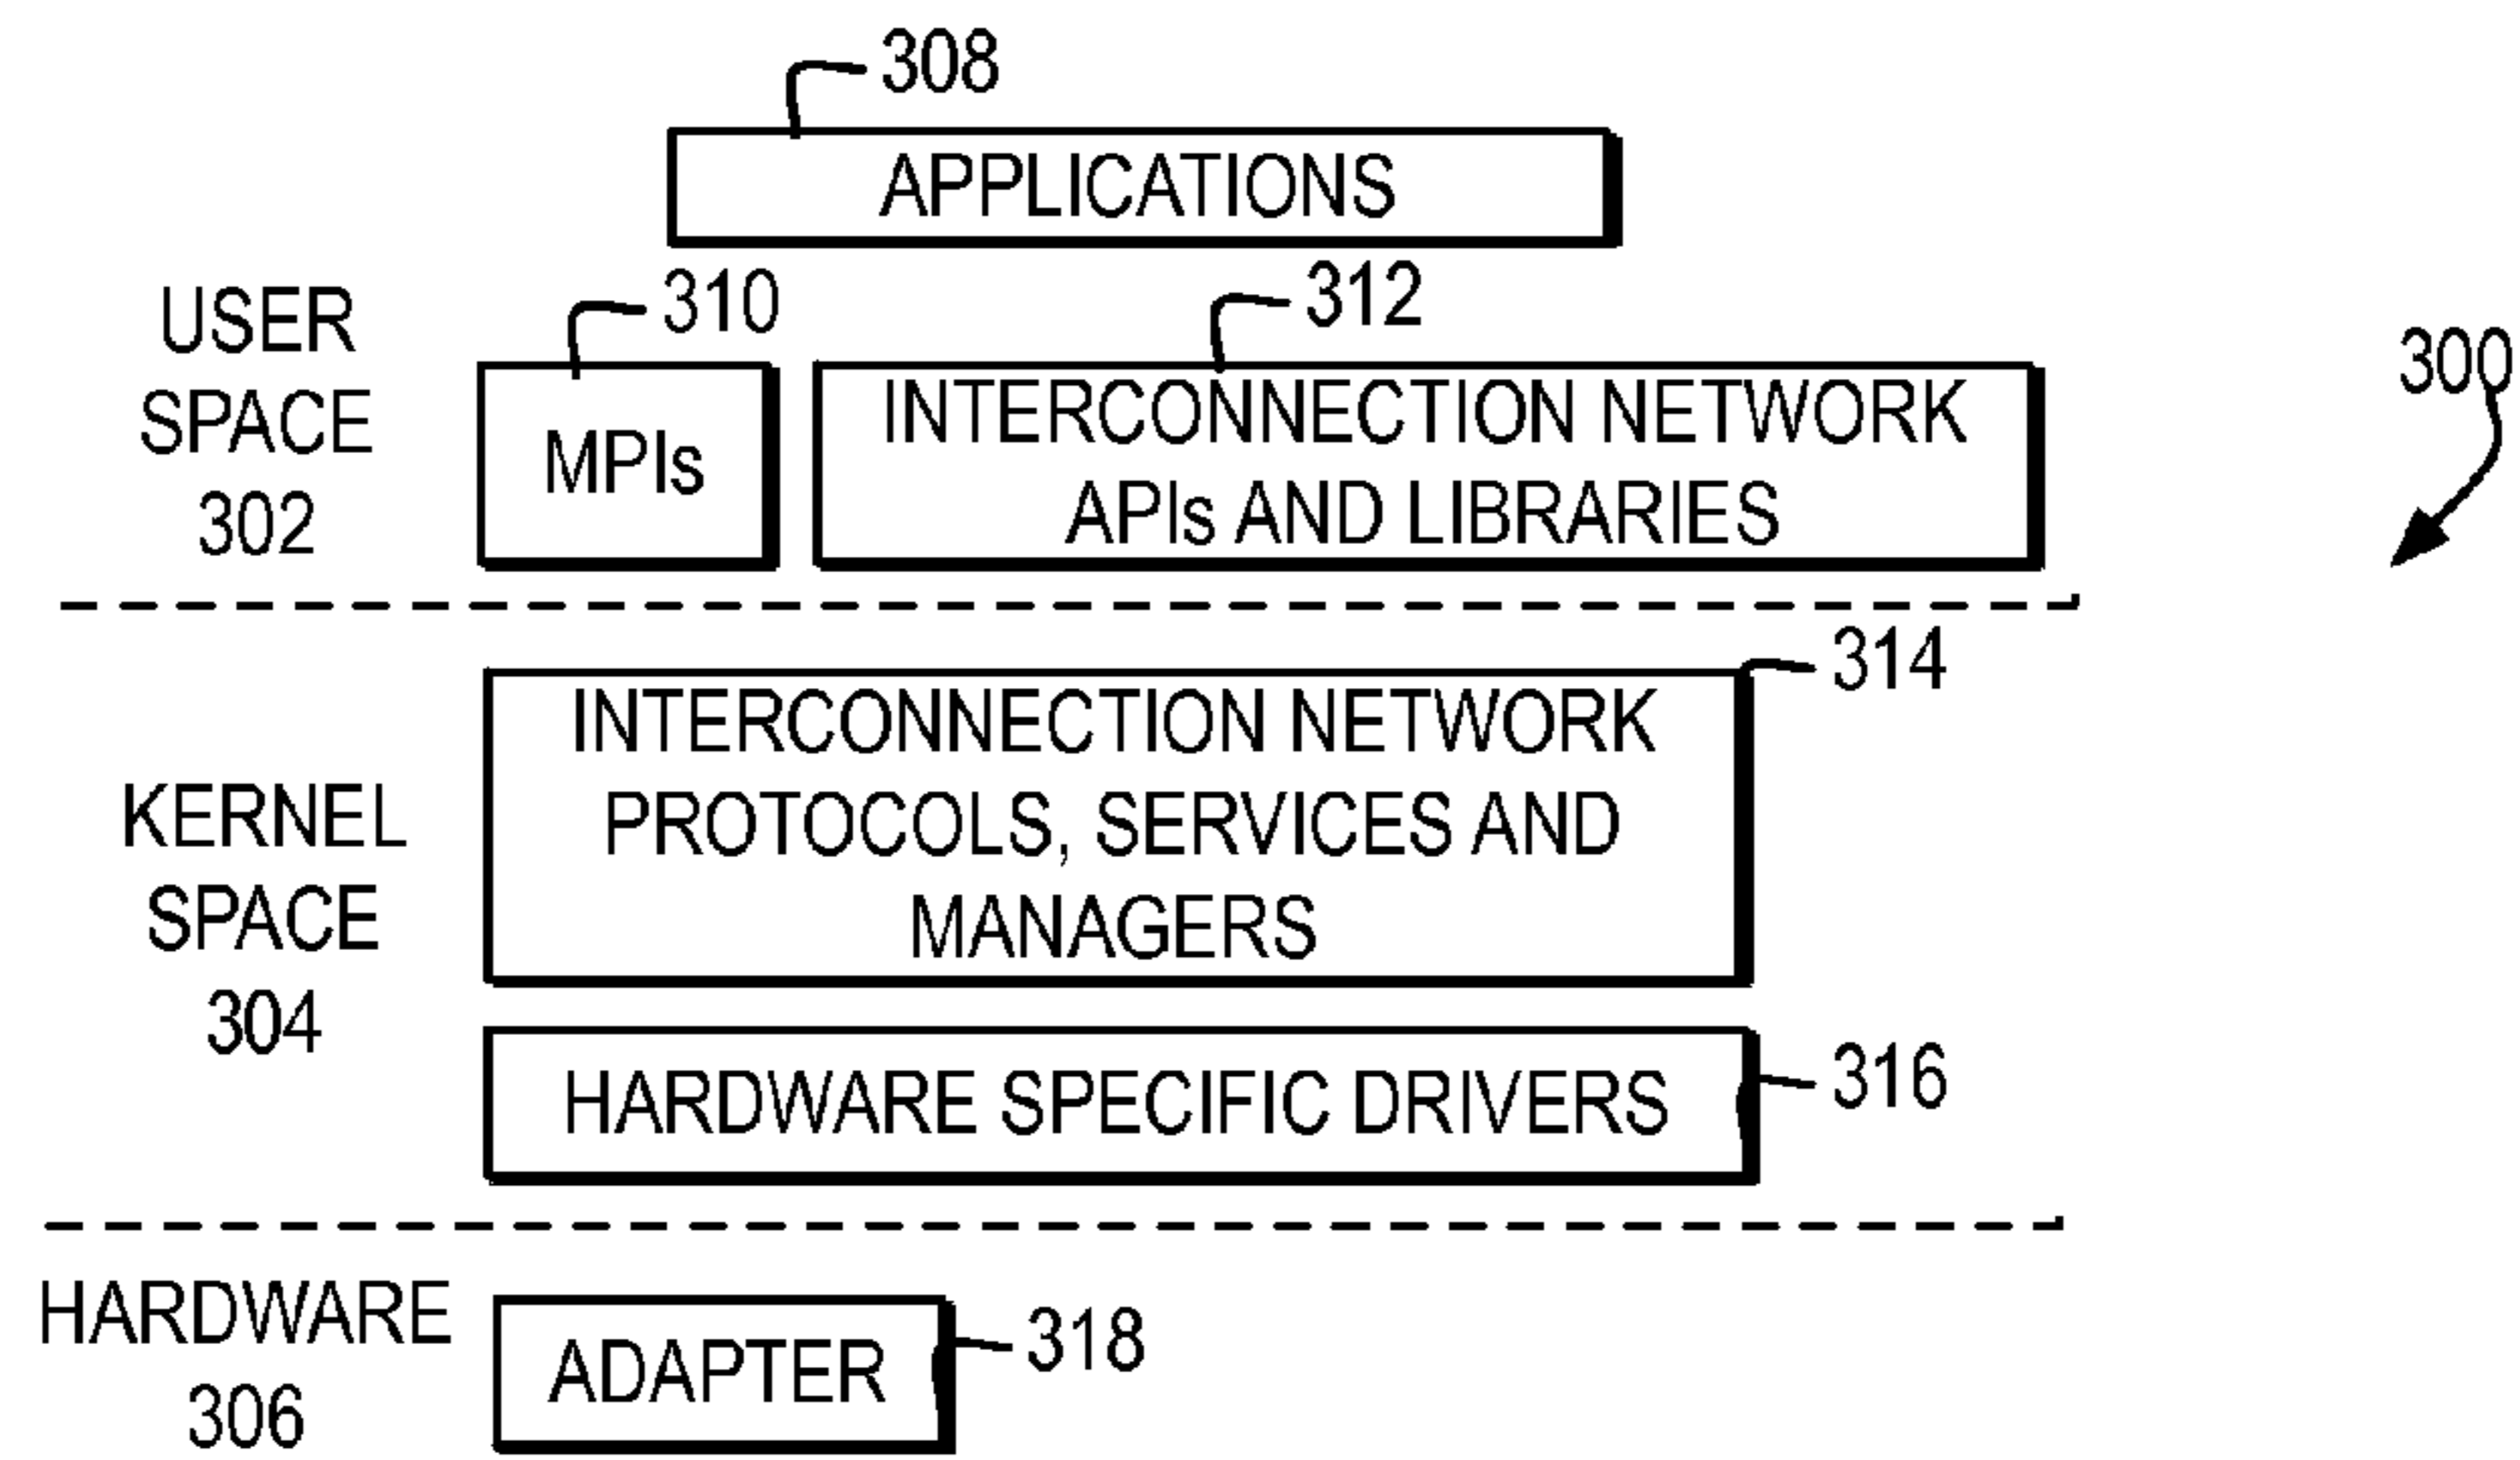 308
APPLICATIONS
310
312
USER
SPACE
302
MPIs
INTERCONNECTION NETWORK
APIs AND LIBRARIES
300
314
INTERCONNECTION NETWORK
PROTOCOLS, SERVICES AND
MANAGERS
KERNEL
SPACE
304
HARDWARE SPECIFIC DRIVERS
316
HARDWARE
306
ADAPTER
318